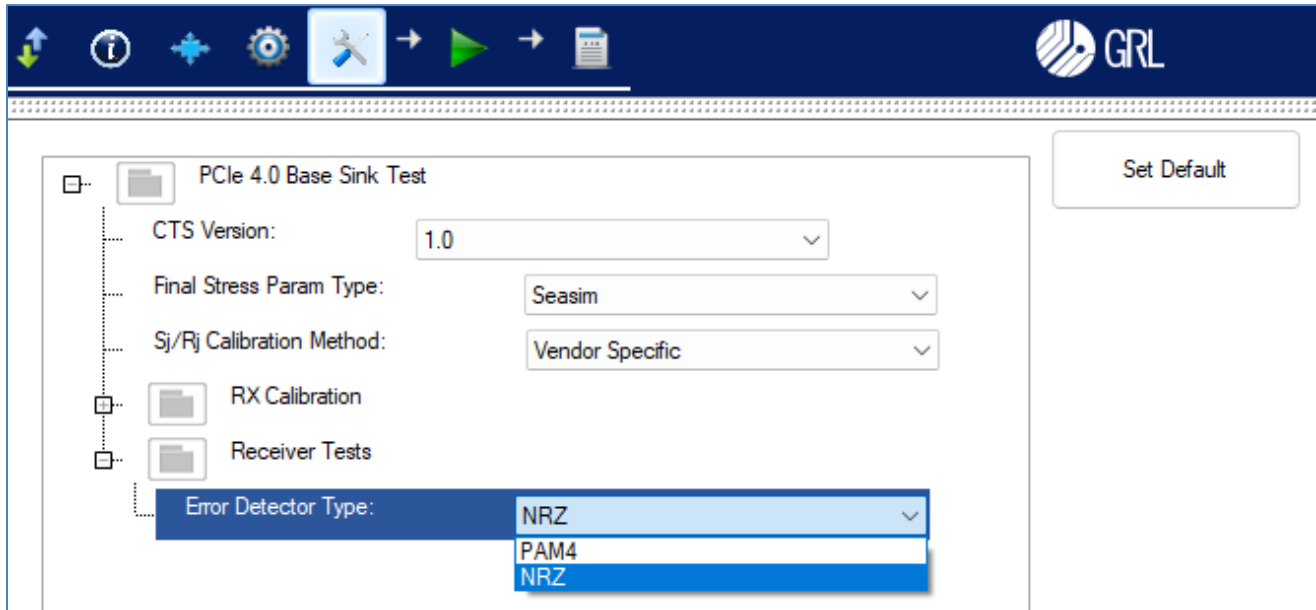 GRL
PCIe 4.0 Base Sink Test
Set Default
CTS Version: 1.0
Final Stress Param Type: Seasim
Sj/Rj Calibration Method: Vendor Specific
RX Calibration
Receiver Tests
Error Detector Type: NRZ
PAM4
NRZ